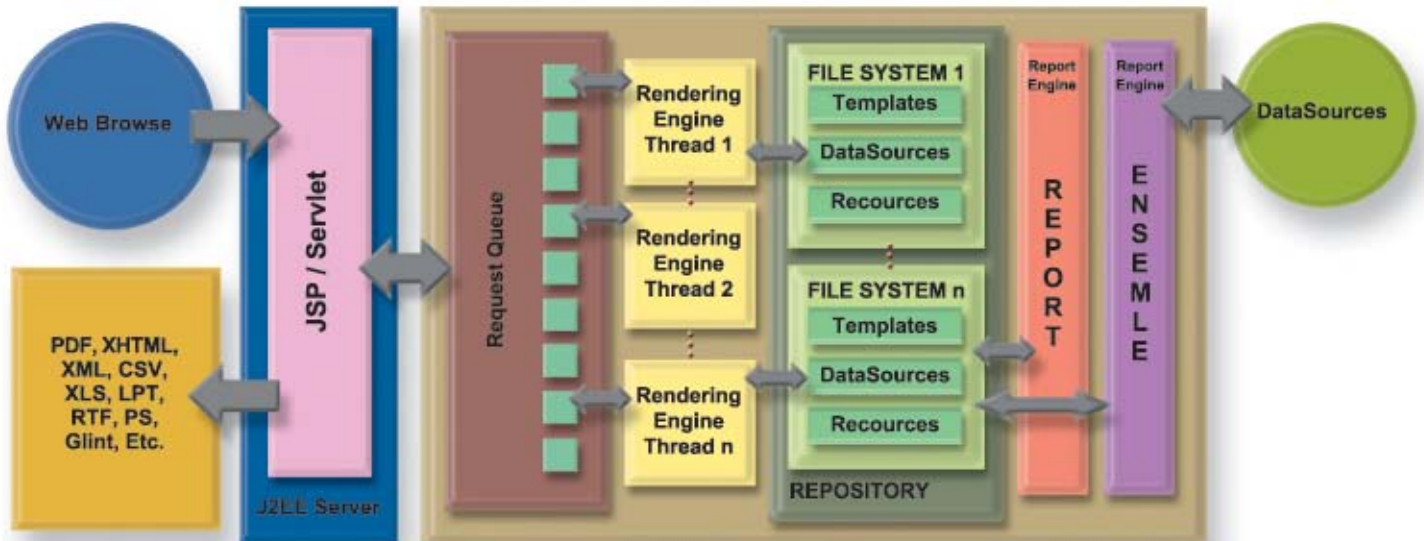 Web Browse
PDF, XHTML,
XML, CSV,
XLS, LPT,
RTF, PS,
Glint, Etc.
JSP / Servlet
J2EE Server
Request Queue
Rendering
Engine
Thread 1
Rendering
Engine
Thread 2
Rendering
Engine
Thread n
FILE SYSTEM 1
Templates
DataSources
Recources
FILE SYSTEM n
Templates
DataSources
Recources
REPOSITORY
Report
Engine
REPORT
Report
Engine
ENSEMLE
DataSources